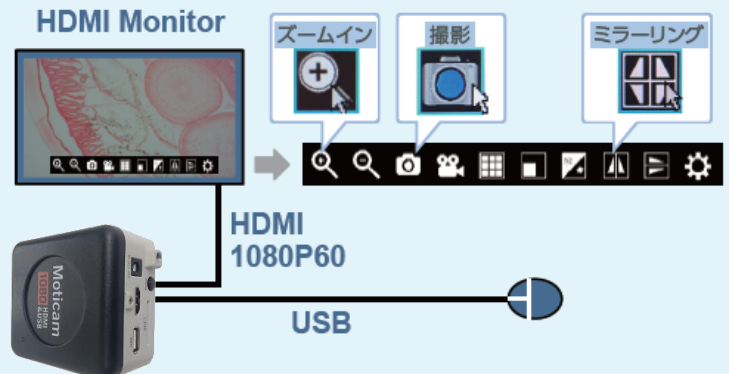 HDMI Monitor
ズームイン
撮影
ミラーリング
HDMI
1080P60
USB
Moticam
1080 HDMI
&USB